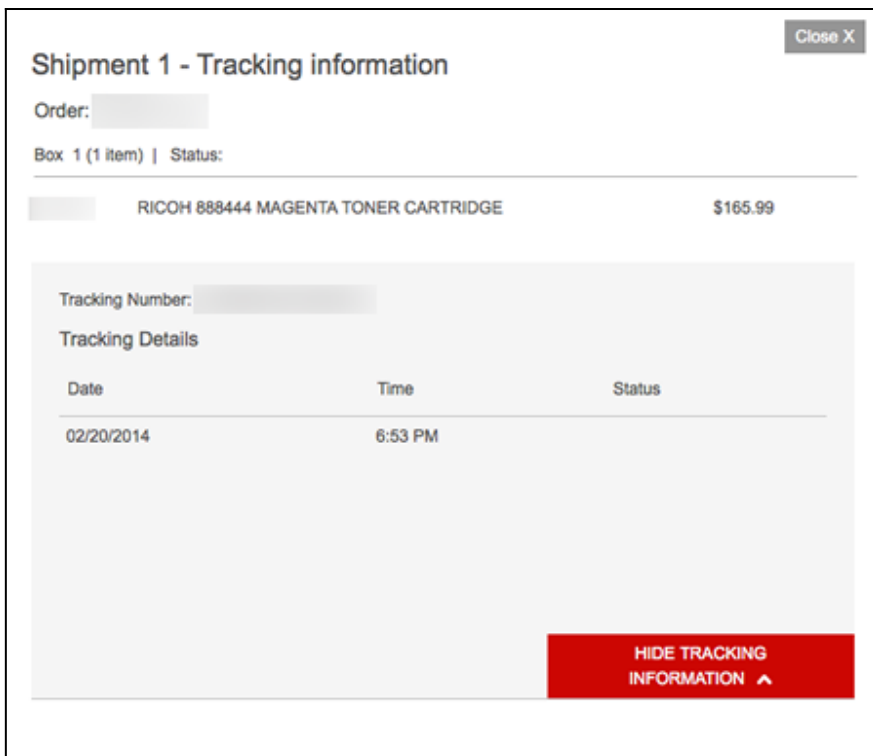 Close X
Shipment 1 - Tracking information
Order:
Box 1 (1 item) | Status:
RICOH 888444 MAGENTA TONER CARTRIDGE $165.99
Tracking Number:
Tracking Details
Date Time Status
02/20/2014 6:53 PM
HIDE TRACKING
INFORMATION